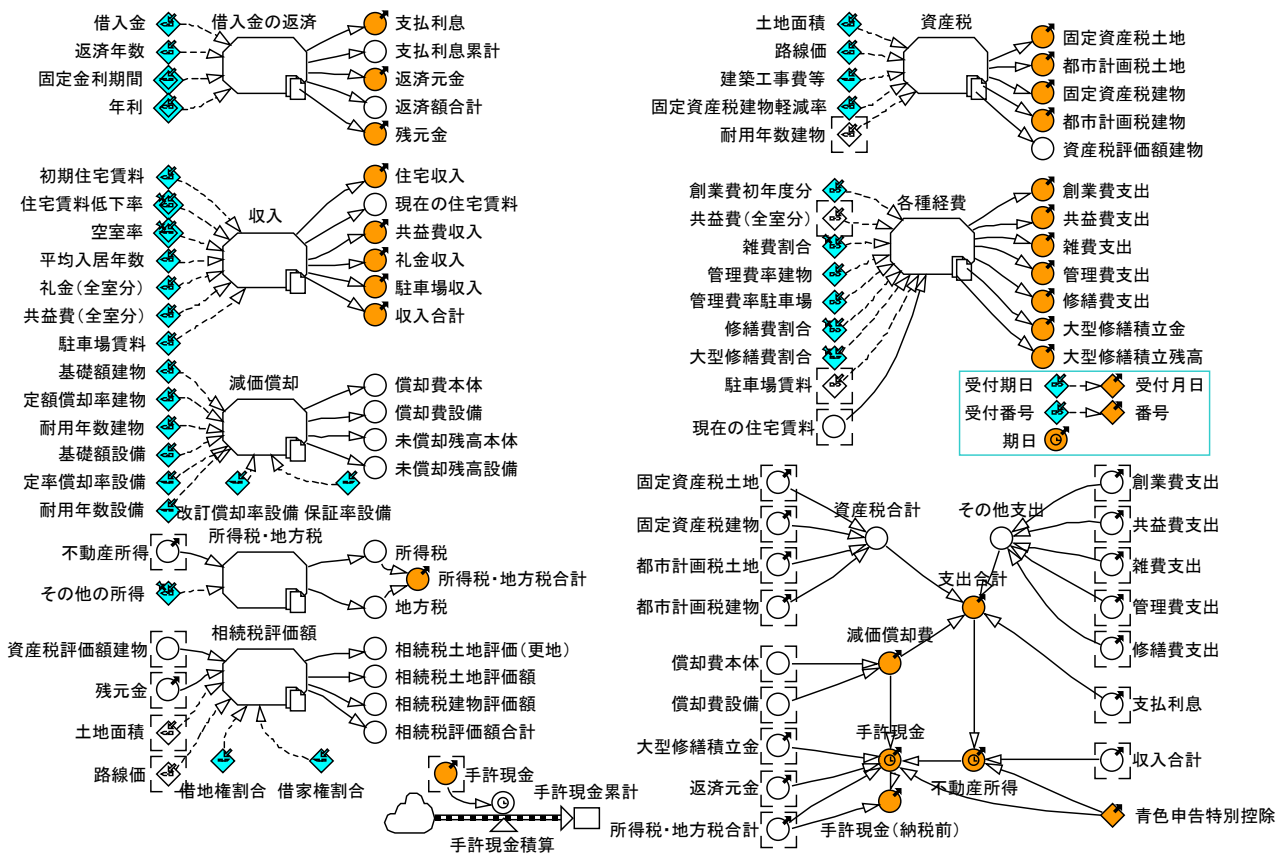 借入金の返済
借入金
返済年数
固定金利期間
年利
支払利息
支払利息累計
返済元金
返済額合計
残元金
収入
初期住宅賃料
住宅賃料低下率
空室率
平均入居年数
礼金(全室分)
共益費(全室分)
駐車場賃料
住宅収入
現在の住宅賃料
共益費収入
礼金収入
駐車場収入
収入合計
減価償却
基礎額建物
定額償却率建物
耐用年数建物
基礎額設備
定率償却率設備
耐用年数設備
改訂償却率設備
保証率設備
償却費本体
償却費設備
未償却残高本体
未償却残高設備
所得税・地方税
不動産所得
その他の所得
所得税
地方税
所得税・地方税合計
相続税評価額
資産税評価額建物
残元金
土地面積
路線価
借地権割合
借家権割合
相続税土地評価(更地)
相続税土地評価額
相続税建物評価額
相続税評価額合計
手許現金
手許現金累計
手許現金積算
資産税
土地面積
路線価
建築工事費等
固定資産税建物軽減率
耐用年数建物
固定資産税土地
都市計画税土地
固定資産税建物
都市計画税建物
資産税評価額建物
各種経費
創業費初年度分
共益費(全室分)
雑費割合
管理費率建物
管理費率駐車場
修繕費割合
大型修繕費割合
駐車場賃料
現在の住宅賃料
創業費支出
共益費支出
雑費支出
管理費支出
修繕費支出
大型修繕積立金
大型修繕積立残高
受付期日
受付月日
受付番号
番号
期日
固定資産税土地
固定資産税建物
都市計画税土地
都市計画税建物
資産税合計
その他支出
創業費支出
共益費支出
雑費支出
管理費支出
修繕費支出
支出合計
減価償却費
償却費本体
償却費設備
支払利息
大型修繕積立金
返済元金
所得税・地方税合計
手許現金
不動産所得
収入合計
手許現金(納税前)
青色申告特別控除